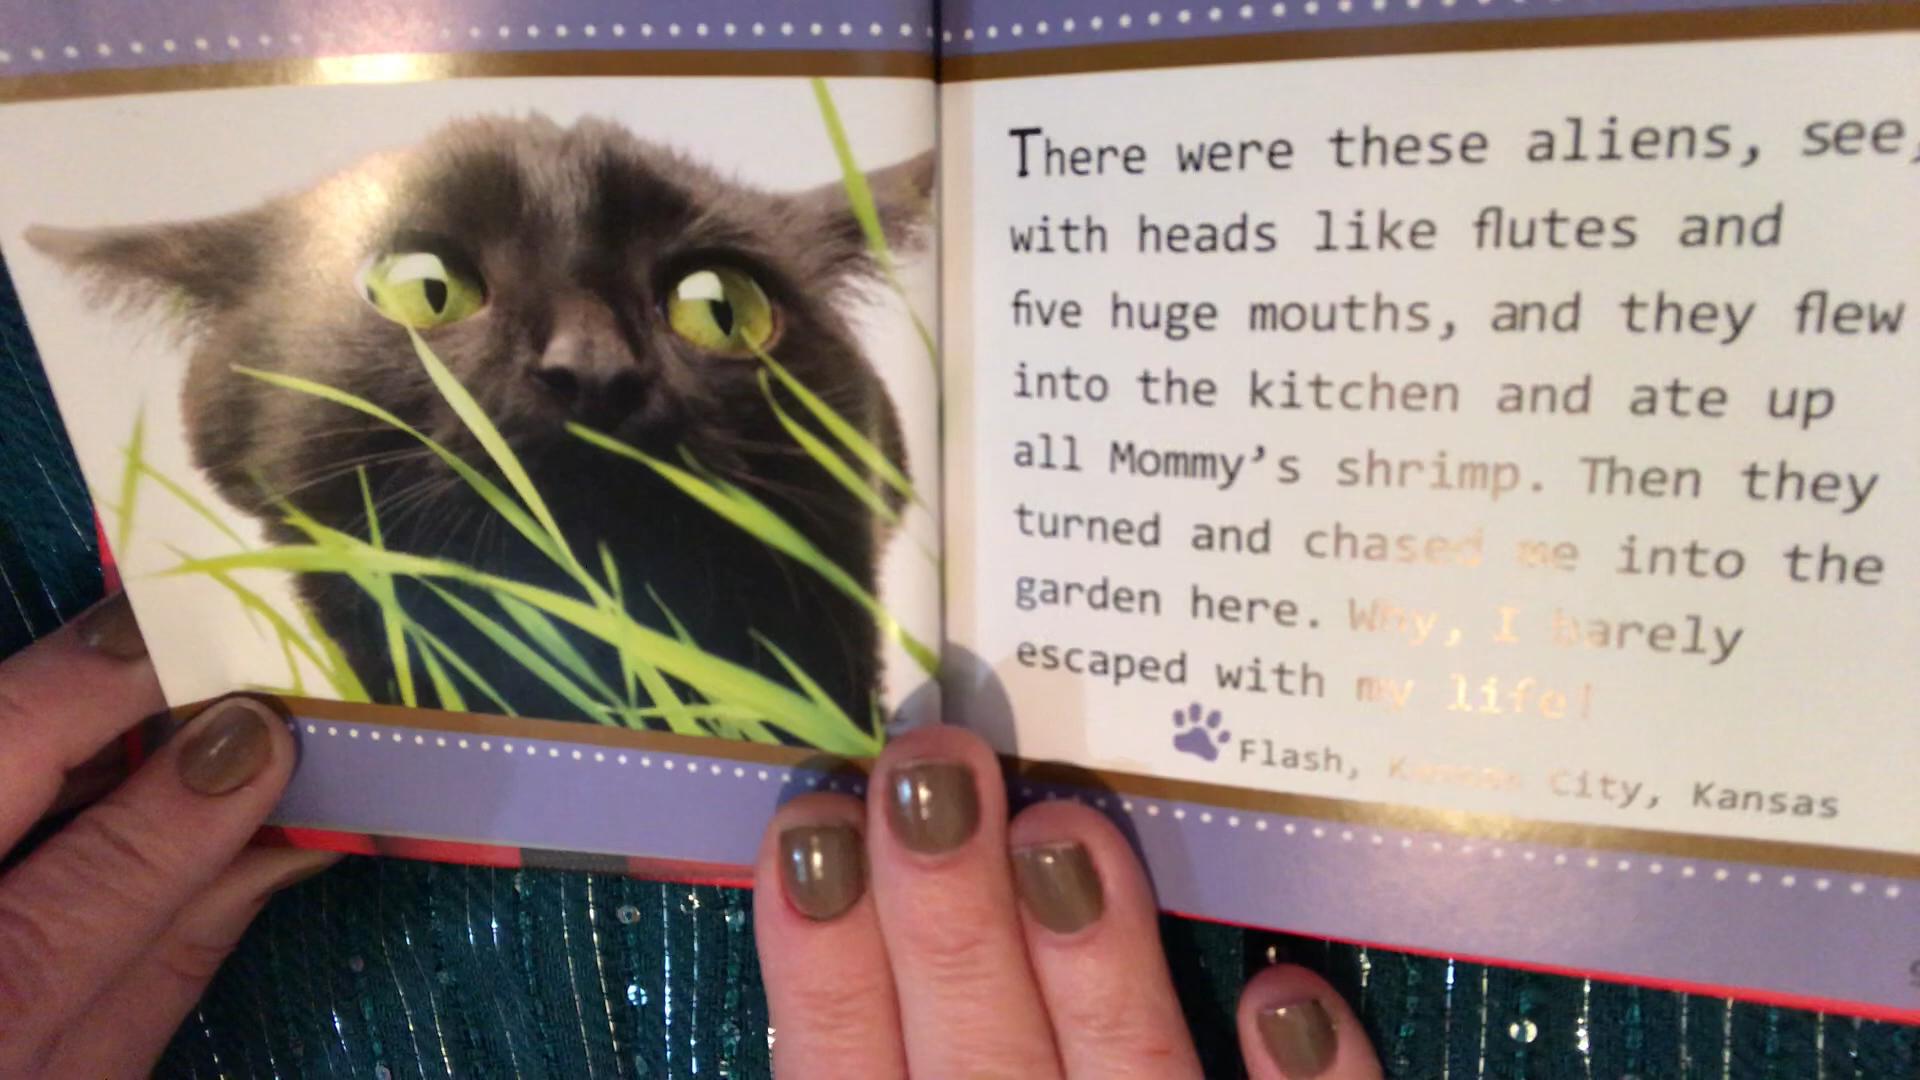 There were these aliens, see,
with heads like flutes and
five huge mouths, and they flew
into the kitchen and ate up
all Mommy's shrimp. Then they
turned and chased me into the
garden here. Why, I barely
escaped with my life!
Flash, Kansas City, Kansas